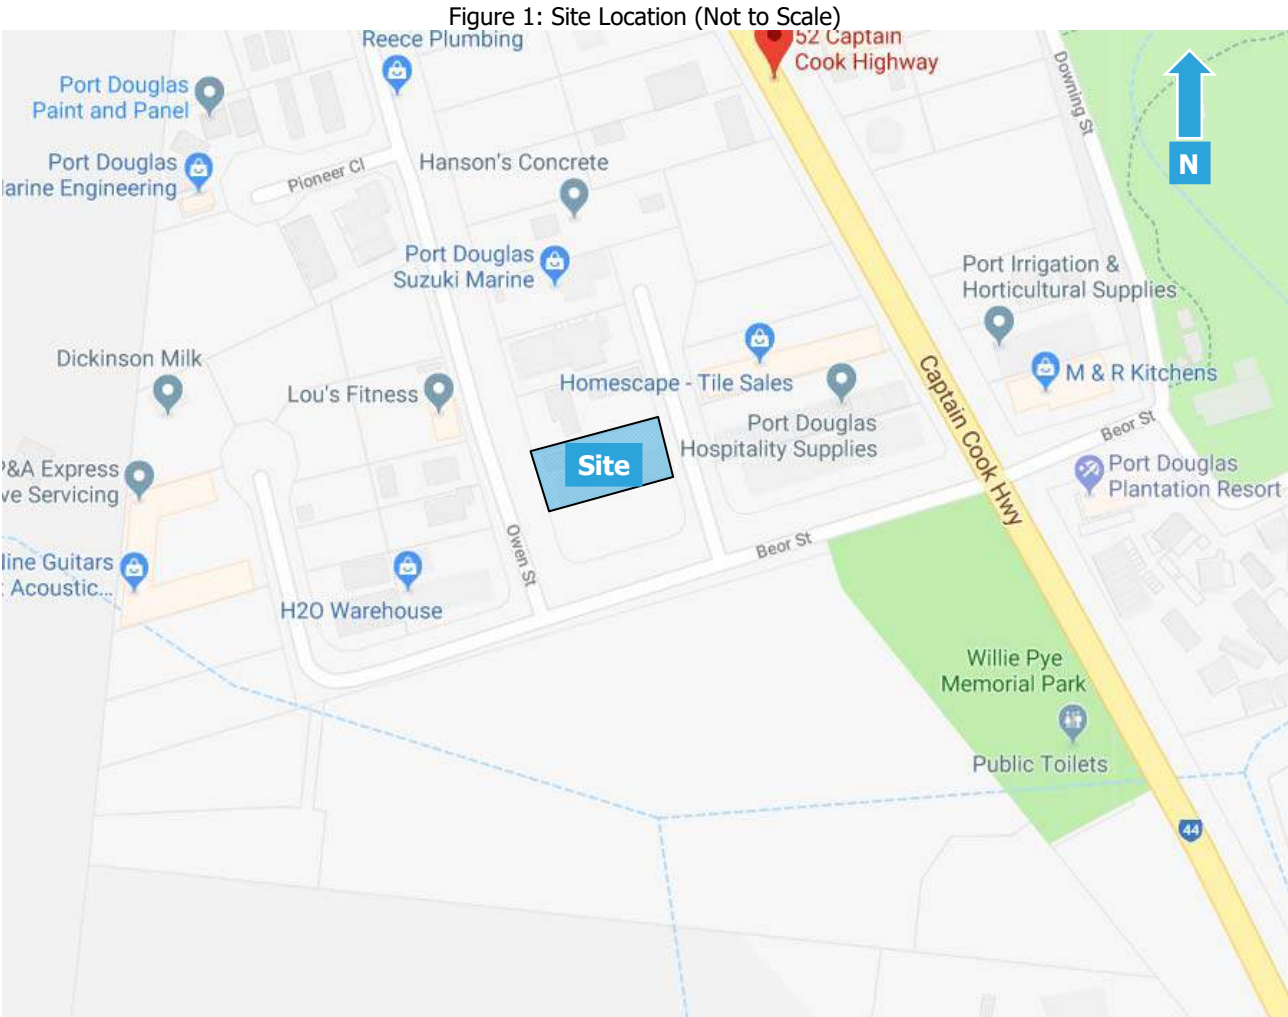 Figure 1: Site Location (Not to Scale)
Reece Plumbing
52 Captain
Cook Highway
Port Douglas
Paint and Panel
Downing St
N
Port Douglas
arine Engineering
Pioneer Cl
Hanson's Concrete
Port Douglas
Suzuki Marine
Port Irrigation &
Horticultural Supplies
Dickinson Milk
Lou's Fitness
Homescape - Tile Sales
M & R Kitchens
Captain Cook Hwy
Port Douglas
Hospitality Supplies
Beor St
Site
P&A Express
ve Servicing
Port Douglas
Plantation Resort
Owen St
Beor St
line Guitars
Acoustic...
H2O Warehouse
Willie Pye
Memorial Park
Public Toilets
44